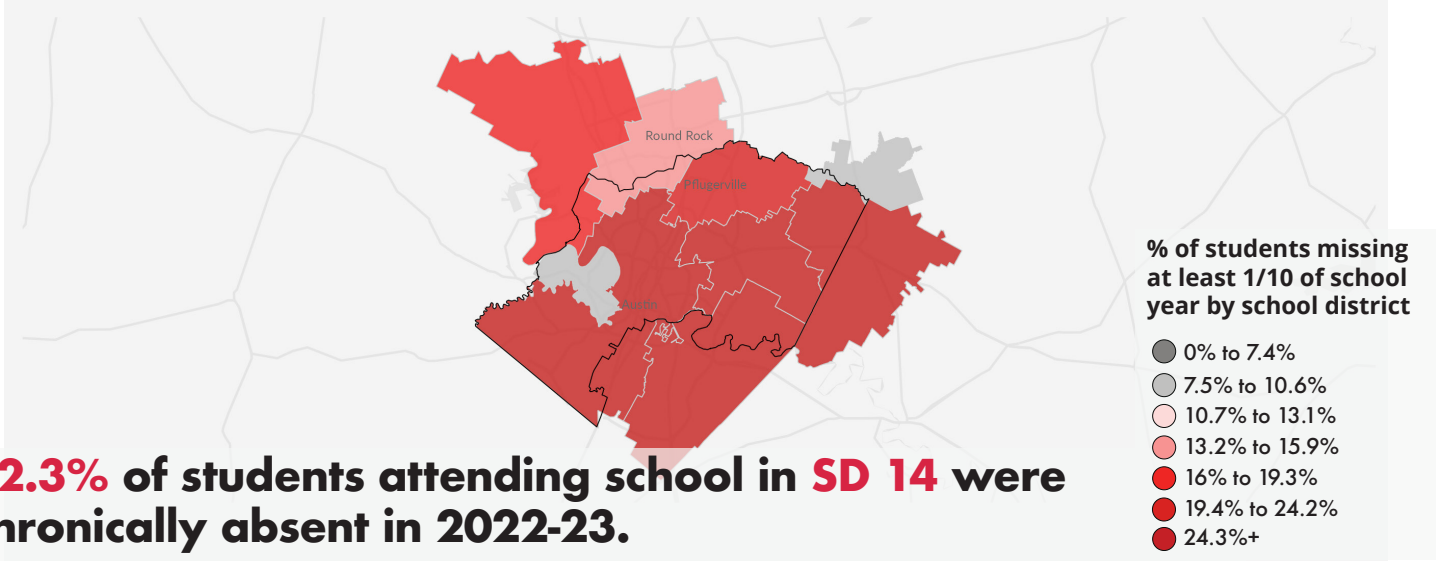 Round Rock
Pflugerville
Austin
% of students missing
at least 1/10 of school
year by school district
0% to 7.4%
7.5% to 10.6%
10.7% to 13.1%
13.2% to 15.9%
16% to 19.3%
19.4% to 24.2%
24.3%+
2.3% of students attending school in SD 14 were
hronically absent in 2022-23.